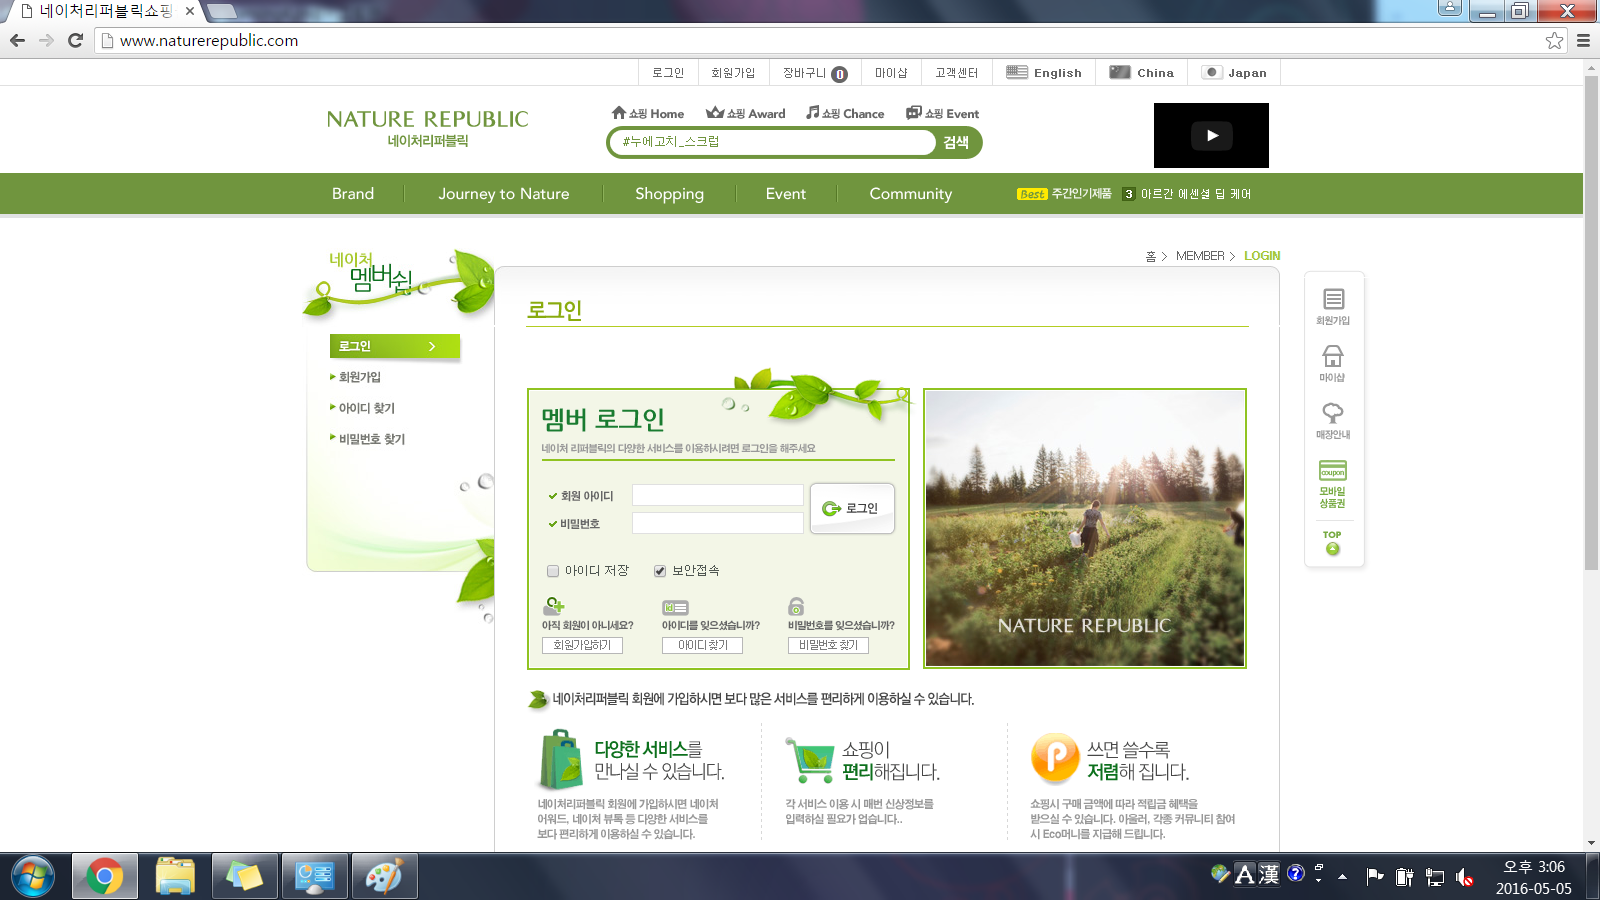 네이처리퍼블릭쇼핑
www.naturerepublic.com
로그인 회원가입 장바구니 0 마이샵 고객센터 English China Japan
쇼핑 Home 쇼핑 Award 쇼핑 Chance 쇼핑 Event
NATURE REPUBLIC
네이처리퍼블릭
#누에고치_스크럽 검색
Brand Journey to Nature Shopping Event Community Best 주간인기제품 3 아르간 에센셜 딥 케어
홈 > MEMBER > LOGIN
네이처
멤버쉽!
로그인
회원가입
아이디 찾기
비밀번호 찾기
로그인
멤버 로그인
네이처 리퍼블릭의 다양한 서비스를 이용하시려면 로그인을 해주세요
회원 아이디
비밀번호
로그인
아이디 저장 보안접속
아직 회원이 아니세요? 아이디를 잊으셨습니까? 비밀번호를 잊으셨습니까?
회원가입하기 아이디 찾기 비밀번호 찾기
NATURE REPUBLIC
회원가입
마이샵
매장안내
coupon
모바일
상품권
TOP
네이처리퍼블릭 회원에 가입하시면 보다 많은 서비스를 편리하게 이용하실 수 있습니다.
다양한 서비스를
만나실 수 있습니다.
네이처리퍼블릭 회원에 가입하시면 네이처
어워드, 네이처 뷰톡 등 다양한 서비스를
보다 편리하게 이용하실 수 있습니다.
쇼핑이
편리해집니다.
각 서비스 이용 시 매번 신상정보를
입력하실 필요가 업습니다..
P
쓰면 쓸수록
저렴해 집니다.
쇼핑시 구매 금액에 따라 적립금 혜택을
받으실 수 있습니다. 아울러, 각종 커뮤니티 참여
시 Eco머니를 지급해 드립니다.
A 漢 ?
오후 3:06
2016-05-05